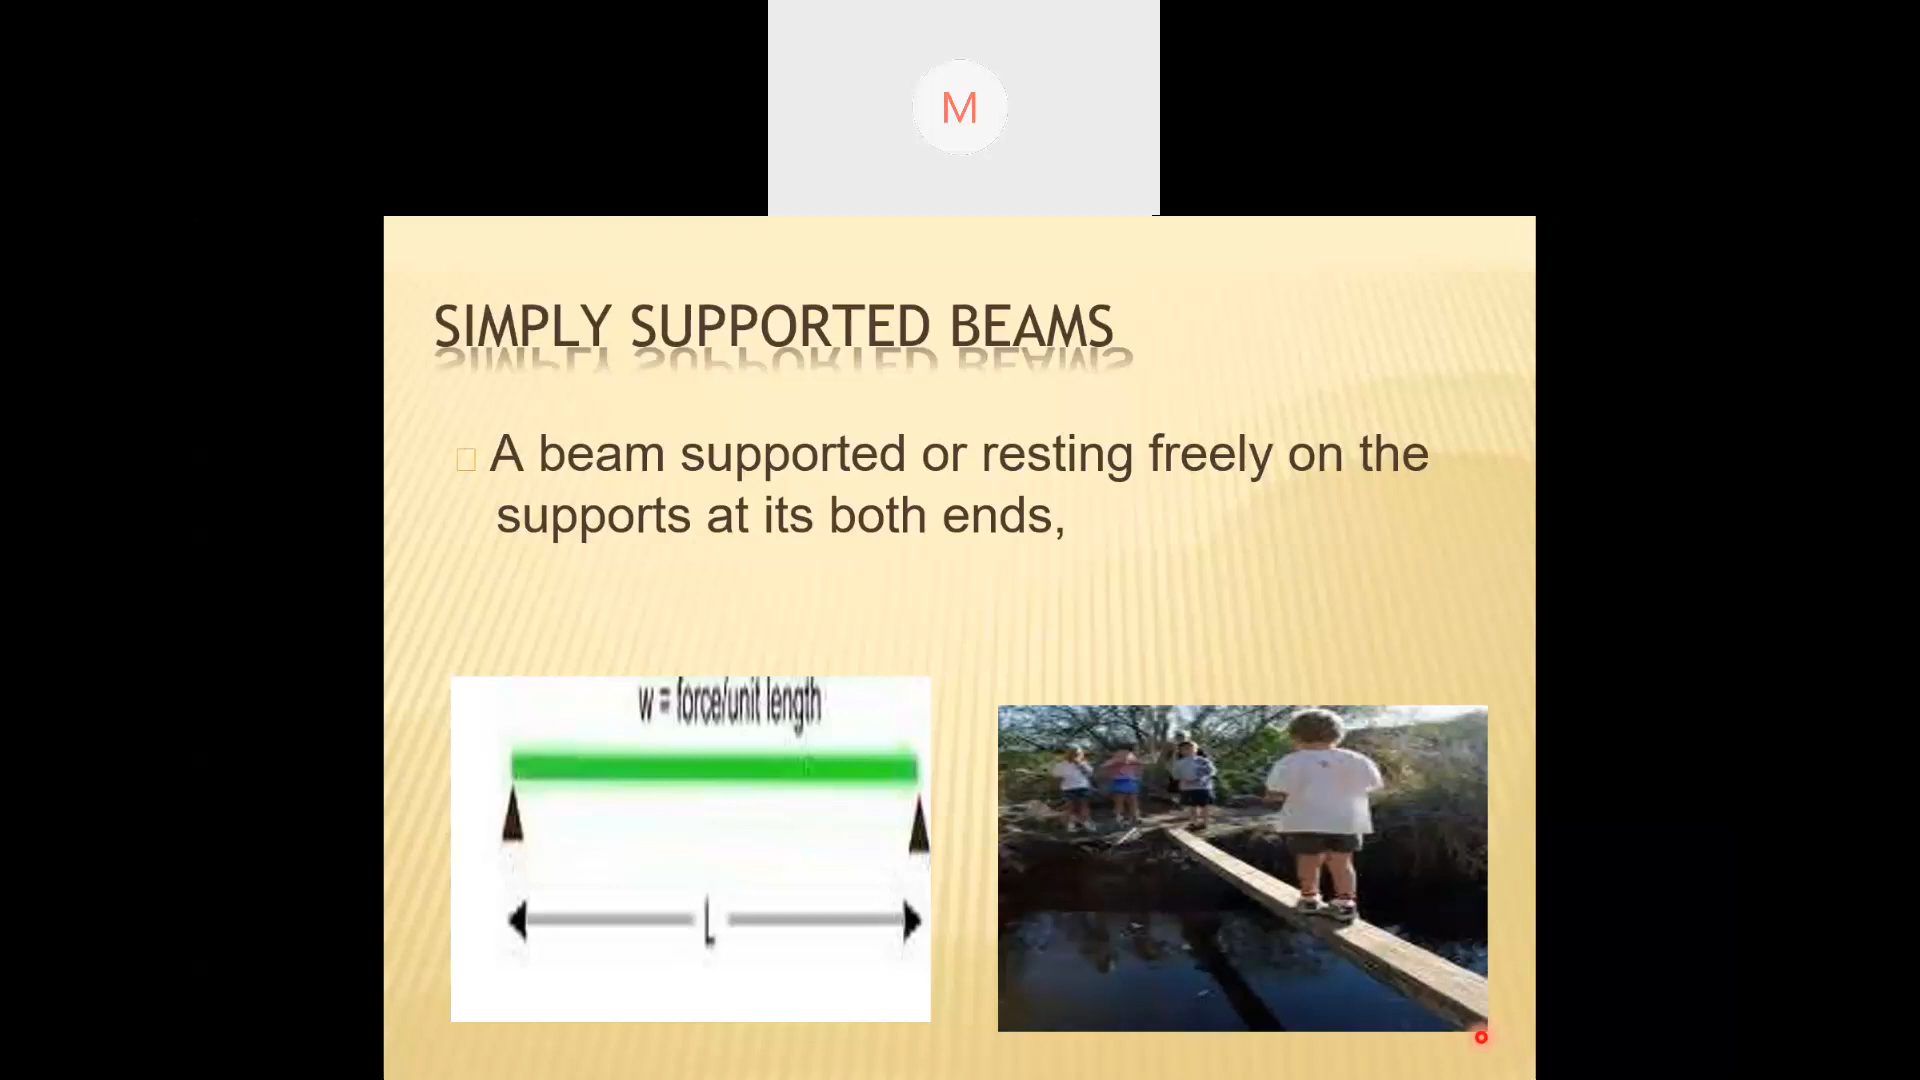 M
SIMPLY SUPPORTED BEAMS
A beam supported or resting freely on the
supports at its both ends,
w = force/unit length
L